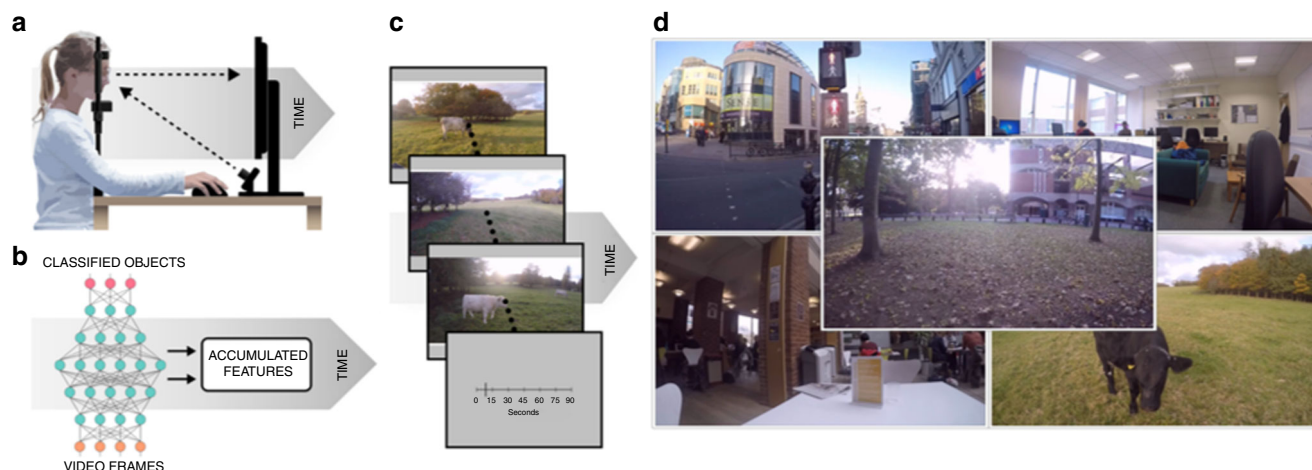 a
TIME
b
CLASSIFIED OBJECTS
ACCUMULATED
FEATURES
TIME
VIDEO FRAMES
c
TIME
0 15 30 45 60 75 90
Seconds
d